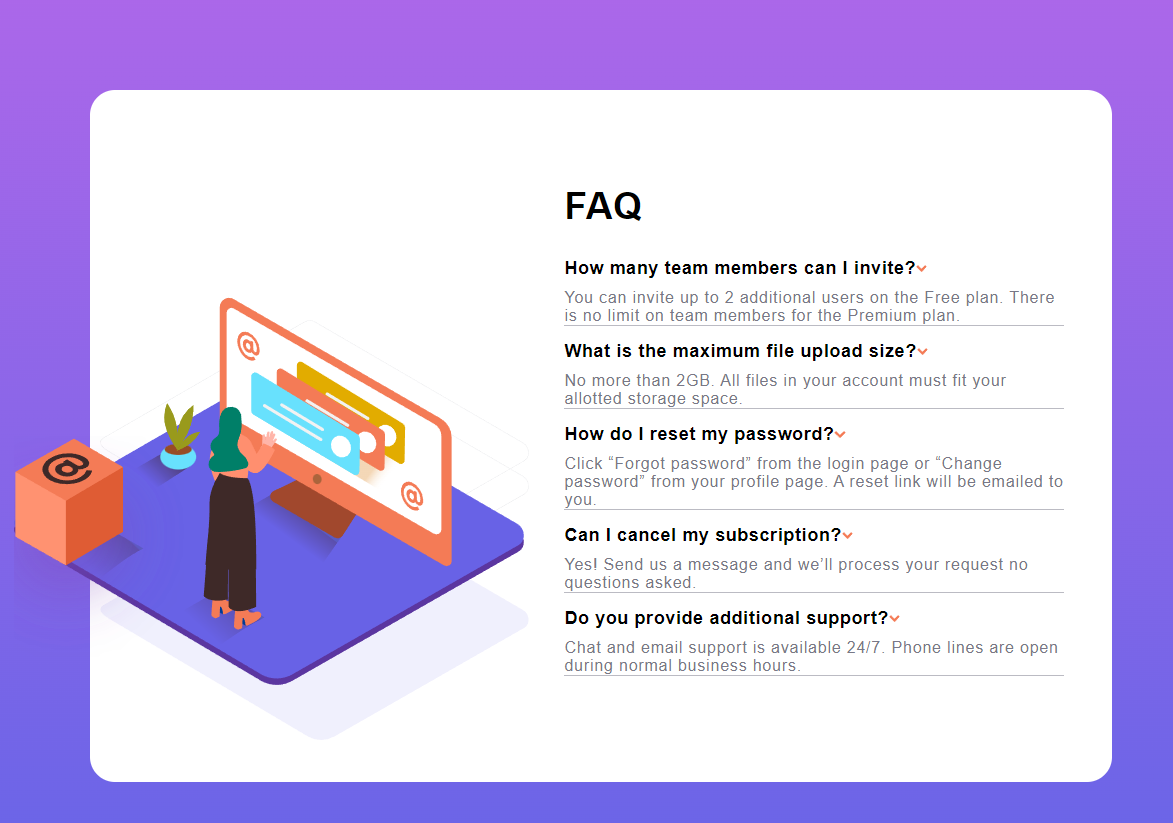 FAQ
How many team members can I invite?
You can invite up to 2 additional users on the Free plan. There
is no limit on team members for the Premium plan.
What is the maximum file upload size?
No more than 2GB. All files in your account must fit your
allotted storage space.
How do I reset my password?
Click “Forgot password” from the login page or “Change
password” from your profile page. A reset link will be emailed to
you.
Can I cancel my subscription?
Yes! Send us a message and we’ll process your request no
questions asked.
Do you provide additional support?
Chat and email support is available 24/7. Phone lines are open
during normal business hours.
@
@
@